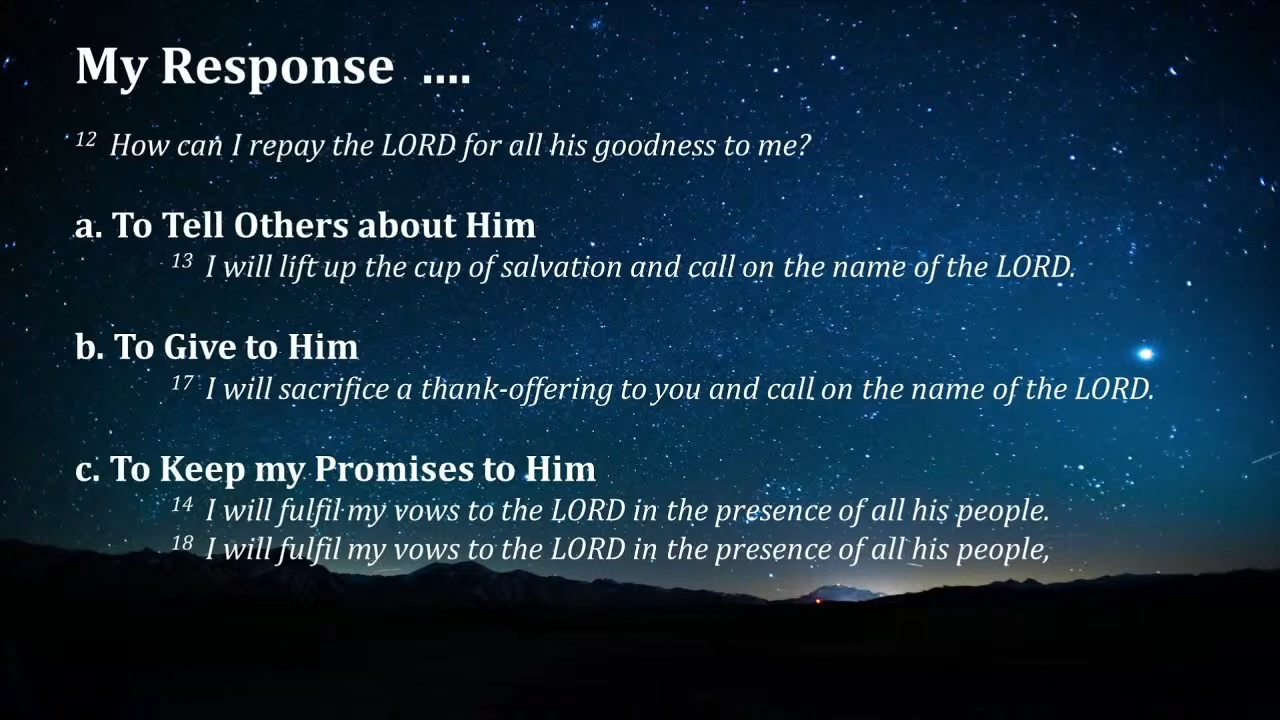 My Response ....
12 How can I repay the LORD for all his goodness to me?
a. To Tell Others about Him
13 I will lift up the cup of salvation and call on the name of the LORD.
b. To Give to Him
17 I will sacrifice a thank-offering to you and call on the name of the LORD.
c. To Keep my Promises to Him
14 I will fulfil my vows to the LORD in the presence of all his people.
18 I will fulfil my vows to the LORD in the presence of all his people,